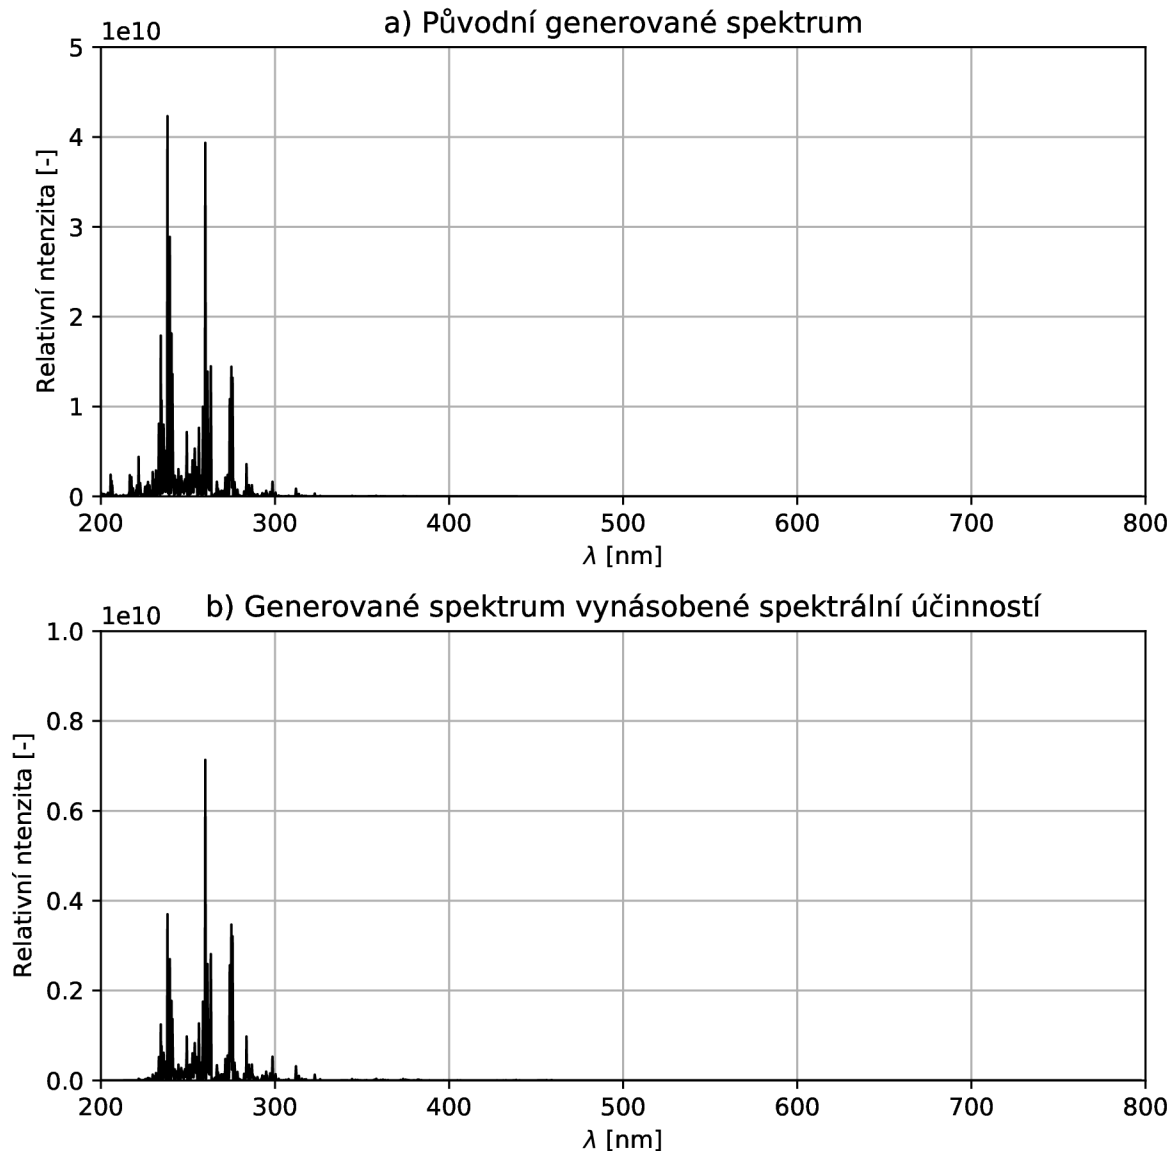 a) Původní generované spektrum
1e10
5
4
3
2
1
0
Relativní ntenzita [-]
200 300 400 500 600 700 800
λ [nm]
b) Generované spektrum vynásobené spektrální účinností
1e10
1.0
0.8
0.6
0.4
0.2
0.0
Relativní ntenzita [-]
200 300 400 500 600 700 800
λ [nm]